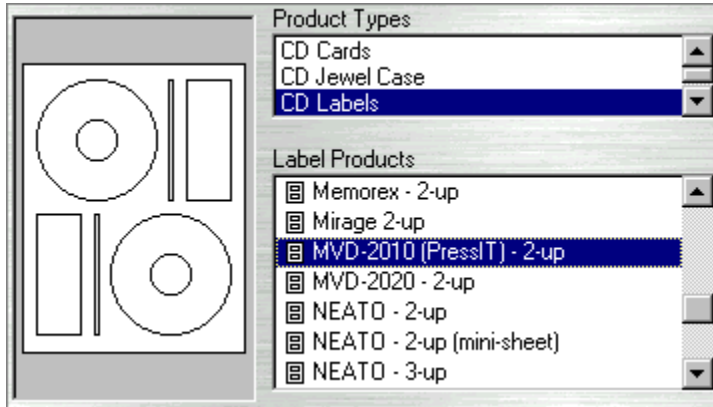 Product Types
CD Cards
CD Jewel Case
CD Labels
Label Products
Memorex - 2-up
Mirage 2-up
MVD-2010 (PressIT) - 2-up
MVD-2020 - 2-up
NEATO - 2-up
NEATO - 2-up (mini-sheet)
NEATO - 3-up